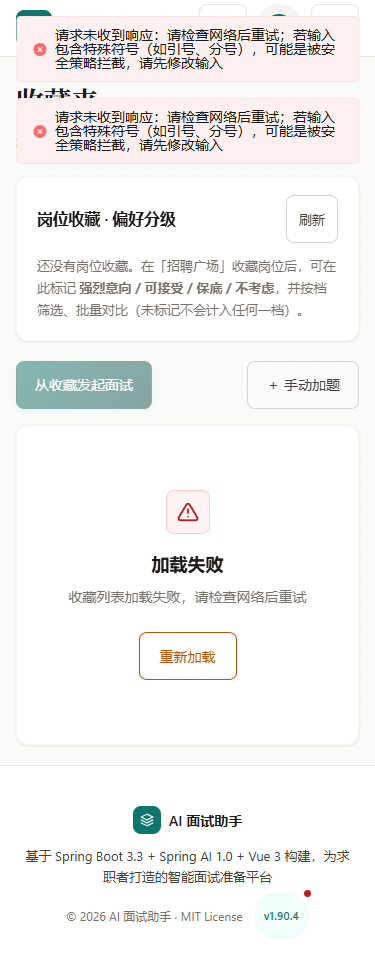 请求未收到响应：请检查网络后重试；若输入
包含特殊符号（如引号、分号），可能是被安
全策略拦截，请先修改输入
请求未收到响应：请检查网络后重试；若输入
包含特殊符号（如引号、分号），可能是被安
全策略拦截，请先修改输入
岗位收藏 · 偏好分级
刷新
还没有岗位收藏。在「招聘广场」收藏岗位后，可在
此标记 强烈意向 / 可接受 / 保底 / 不考虑，并按档
筛选、批量对比（未标记不会计入任何一档）。
从收藏发起面试
+ 手动加题
加载失败
收藏列表加载失败，请检查网络后重试
重新加载
AI 面试助手
基于 Spring Boot 3.3 + Spring AI 1.0 + Vue 3 构建，为求
职者打造的智能面试准备平台
© 2026 AI 面试助手 · MIT License
v1.90.4